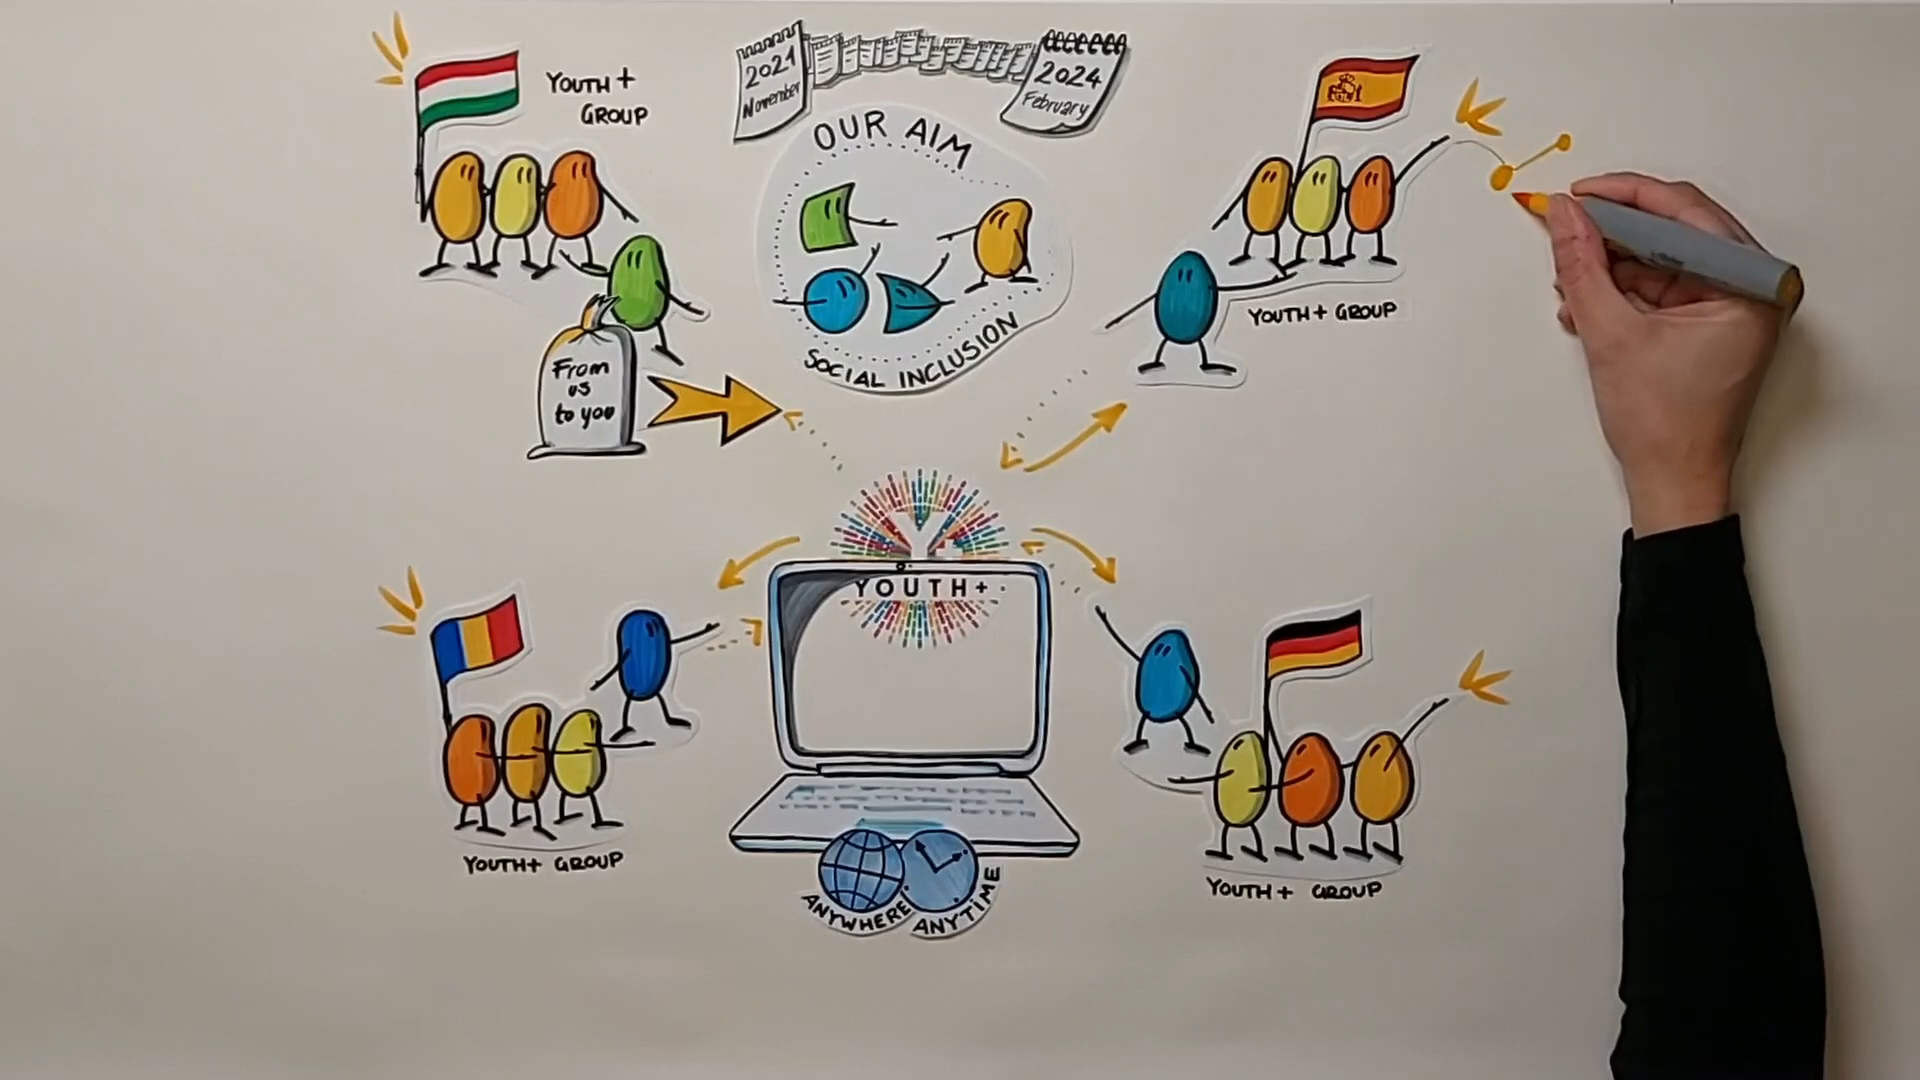 YOUTH +
GROUP
2021
November
2024
February
OUR AIM
SOCIAL INCLUSION
YOUTH + GROUP
From
us
to you
YOUTH+
YOUTH+ GROUP
YOUTH + GROUP
ANYWHERE
ANYTIME